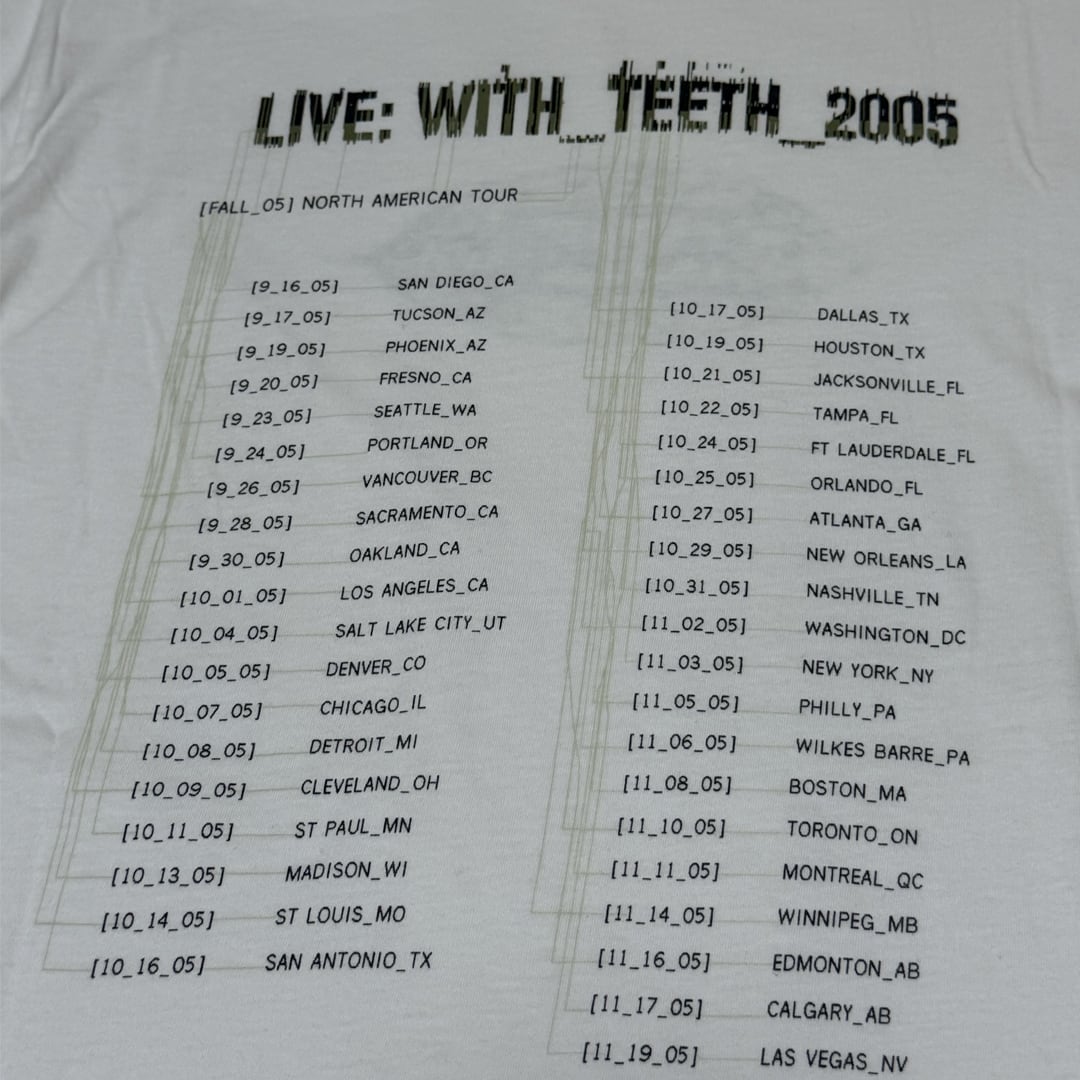 LIVE: WITH_TEETH_2005
[FALL_05] NORTH AMERICAN TOUR
[9_16_05] SAN DIEGO_CA
[9_17_05] TUCSON_AZ
[9_19_05] PHOENIX_AZ
[9_20_05] FRESNO_CA
[9_23_05] SEATTLE_WA
[9_24_05] PORTLAND_OR
[9_26_05] VANCOUVER_BC
[9_28_05] SACRAMENTO_CA
[9_30_05] OAKLAND_CA
[10_01_05] LOS ANGELES_CA
[10_04_05] SALT LAKE CITY_UT
[10_05_05] DENVER_CO
[10_07_05] CHICAGO_IL
[10_08_05] DETROIT_MI
[10_09_05] CLEVELAND_OH
[10_11_05] ST PAUL_MN
[10_13_05] MADISON_WI
[10_14_05] ST LOUIS_MO
[10_16_05] SAN ANTONIO_TX
[10_17_05] DALLAS_TX
[10_19_05] HOUSTON_TX
[10_21_05] JACKSONVILLE_FL
[10_22_05] TAMPA_FL
[10_24_05] FT LAUDERDALE_FL
[10_25_05] ORLANDO_FL
[10_27_05] ATLANTA_GA
[10_29_05] NEW ORLEANS_LA
[10_31_05] NASHVILLE_TN
[11_02_05] WASHINGTON_DC
[11_03_05] NEW YORK_NY
[11_05_05] PHILLY_PA
[11_06_05] WILKES BARRE_PA
[11_08_05] BOSTON_MA
[11_10_05] TORONTO_ON
[11_11_05] MONTREAL_QC
[11_14_05] WINNIPEG_MB
[11_16_05] EDMONTON_AB
[11_17_05] CALGARY_AB
[11_19_05] LAS VEGAS_NV